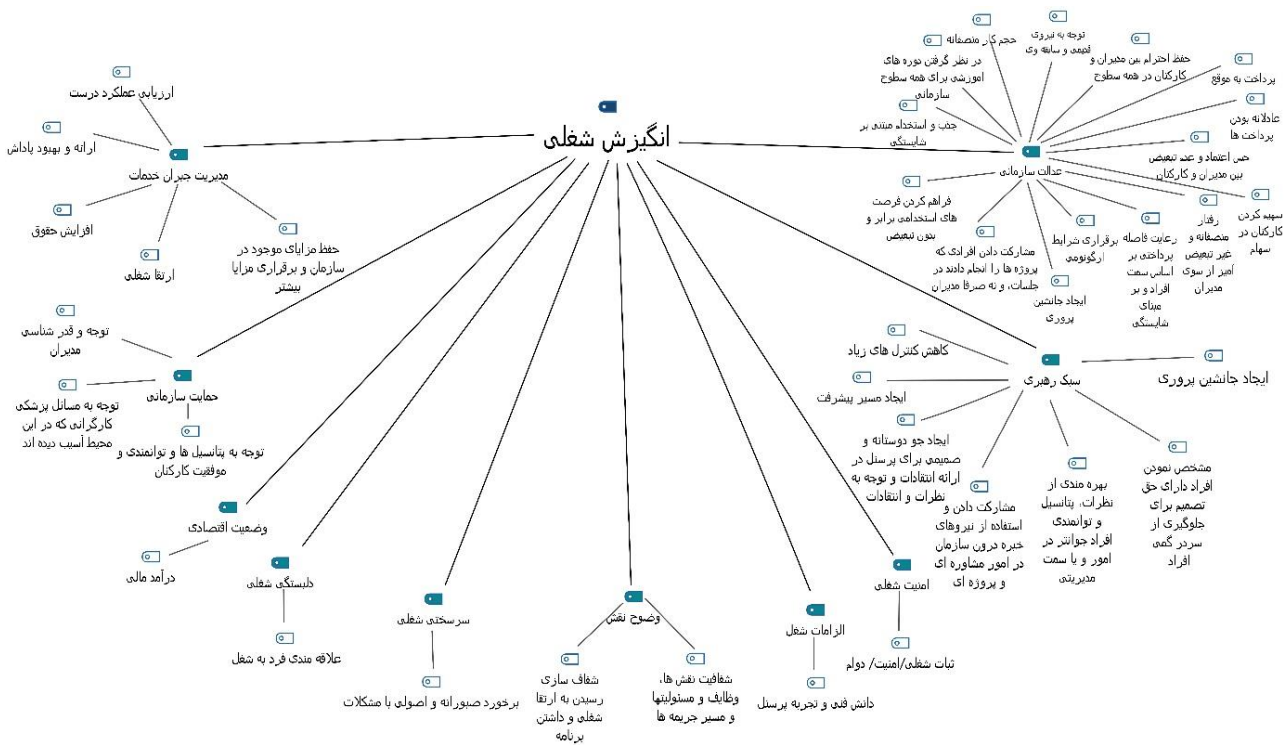 انگیزش شغلی
عدالت سازمانی
حجم کار منصفانه
توجه به نیروی
قدیمی و سابقه وی
حفظ احترام بین مدیران و
کارکنان در همه سطوح
پرداخت به موقع
عادلانه بودن
پرداخت ها
حس اعتماد و عدم تبعیض
بین مدیران و کارکنان
سهیم کردن
کارکنان در
سهام
رفتار
منصفانه و
غیر تبعیض
آمیز از سوی
مدیران
رعایت فاصله
پرداختی بر
اساس سمت
افراد و بر
مبنای
شایستگی
برقراری شرایط
ارگونومی
ایجاد جانشین
پروری
مشارکت دادن افرادی که
پروژه ها را انجام دادند در
جلسات، و نه صرفا مدیران
فراهم کردن فرصت
های استخدامی برابر و
بدون تبعیض
جذب و استخدام مبتنی بر
شایستگی
در نظر گرفتن دوره های
آموزشی برای همه سطوح
سازمانی
سبک رهبری
ایجاد جانشین پروری
کاهش کنترل های زیاد
ایجاد مسیر پیشرفت
ایجاد جو دوستانه و
صمیمی برای پرسنل در
ارائه انتقادات و توجه به
نظرات و انتقادات
مشارکت دادن و
استفاده از نیروهای
خبره درون سازمان
در امور مشاوره ای
و پروژه ای
بهره مندی از
نظرات، پتانسیل
و توانمندی
افراد جوانتر در
امور و یا سمت
مدیریتی
مشخص نمودن
افراد دارای حق
تصمیم برای
جلوگیری از
سردر گمی
افراد
امنیت شغلی
ثبات شغلی/امنیت/ دوام
الزامات شغل
دانش فنی و تجربه پرسنل
وضوح نقش
شفافیت نقش ها،
وظایف و مسئولیتها
و مسیر جریمه ها
شفاف سازی
رسیدن به ارتقا
شغلی و داشتن
برنامه
سرسختی شغلی
برخورد صبورانه و اصولی با مشکلات
دلبستگی شغلی
علاقه مندی فرد به شغل
وضعیت اقتصادی
درآمد مالی
حمایت سازمانی
توجه و قدر شناسی
مدیران
توجه به مسائل پزشکی
کارگرانی که در این
محیط آسیب دیده اند
توجه به پتانسیل ها و توانمندی و
موفقیت کارکنان
مدیریت جبران خدمات
ارزیابی عملکرد درست
ارائه و بهبود پاداش
افزایش حقوق
ارتقا شغلی
حفظ مزایای موجود در
سازمان و برقراری مزایا
بیشتر